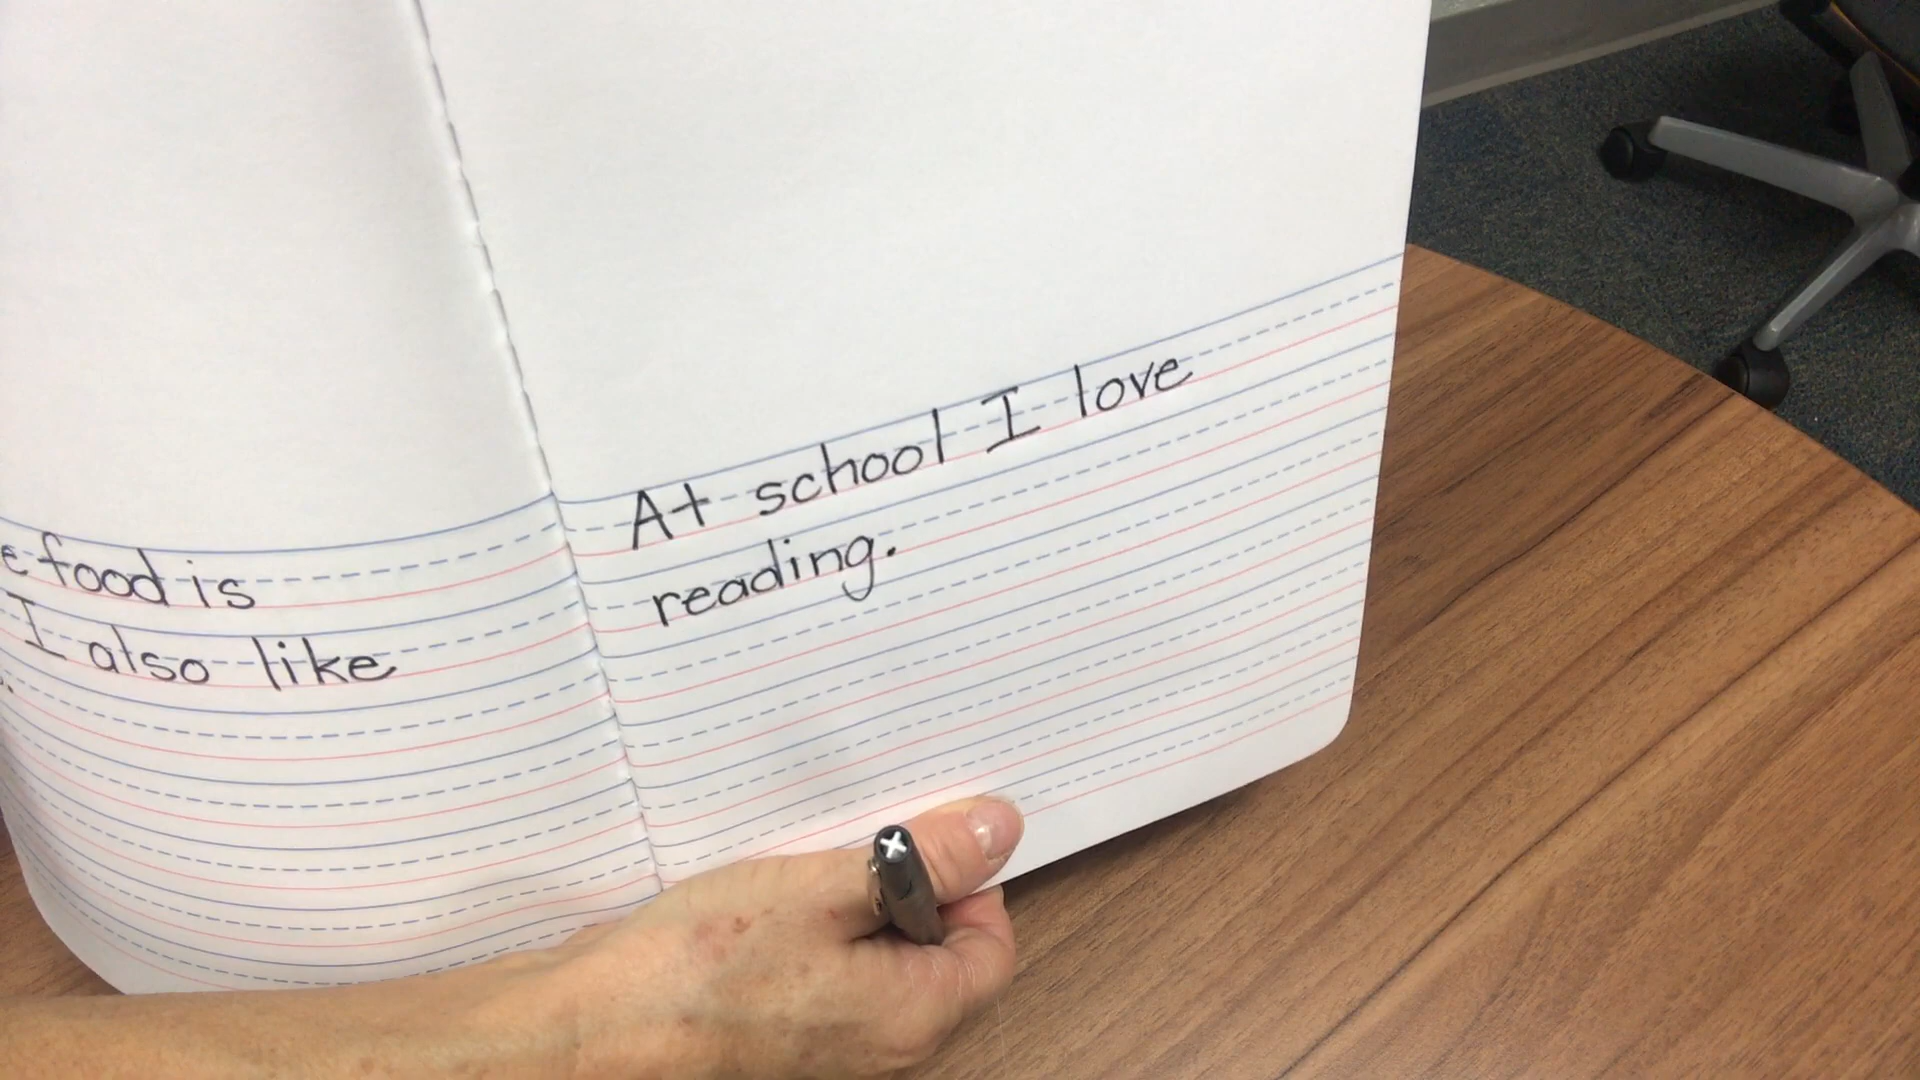 food is
I also like
At school I love
reading.